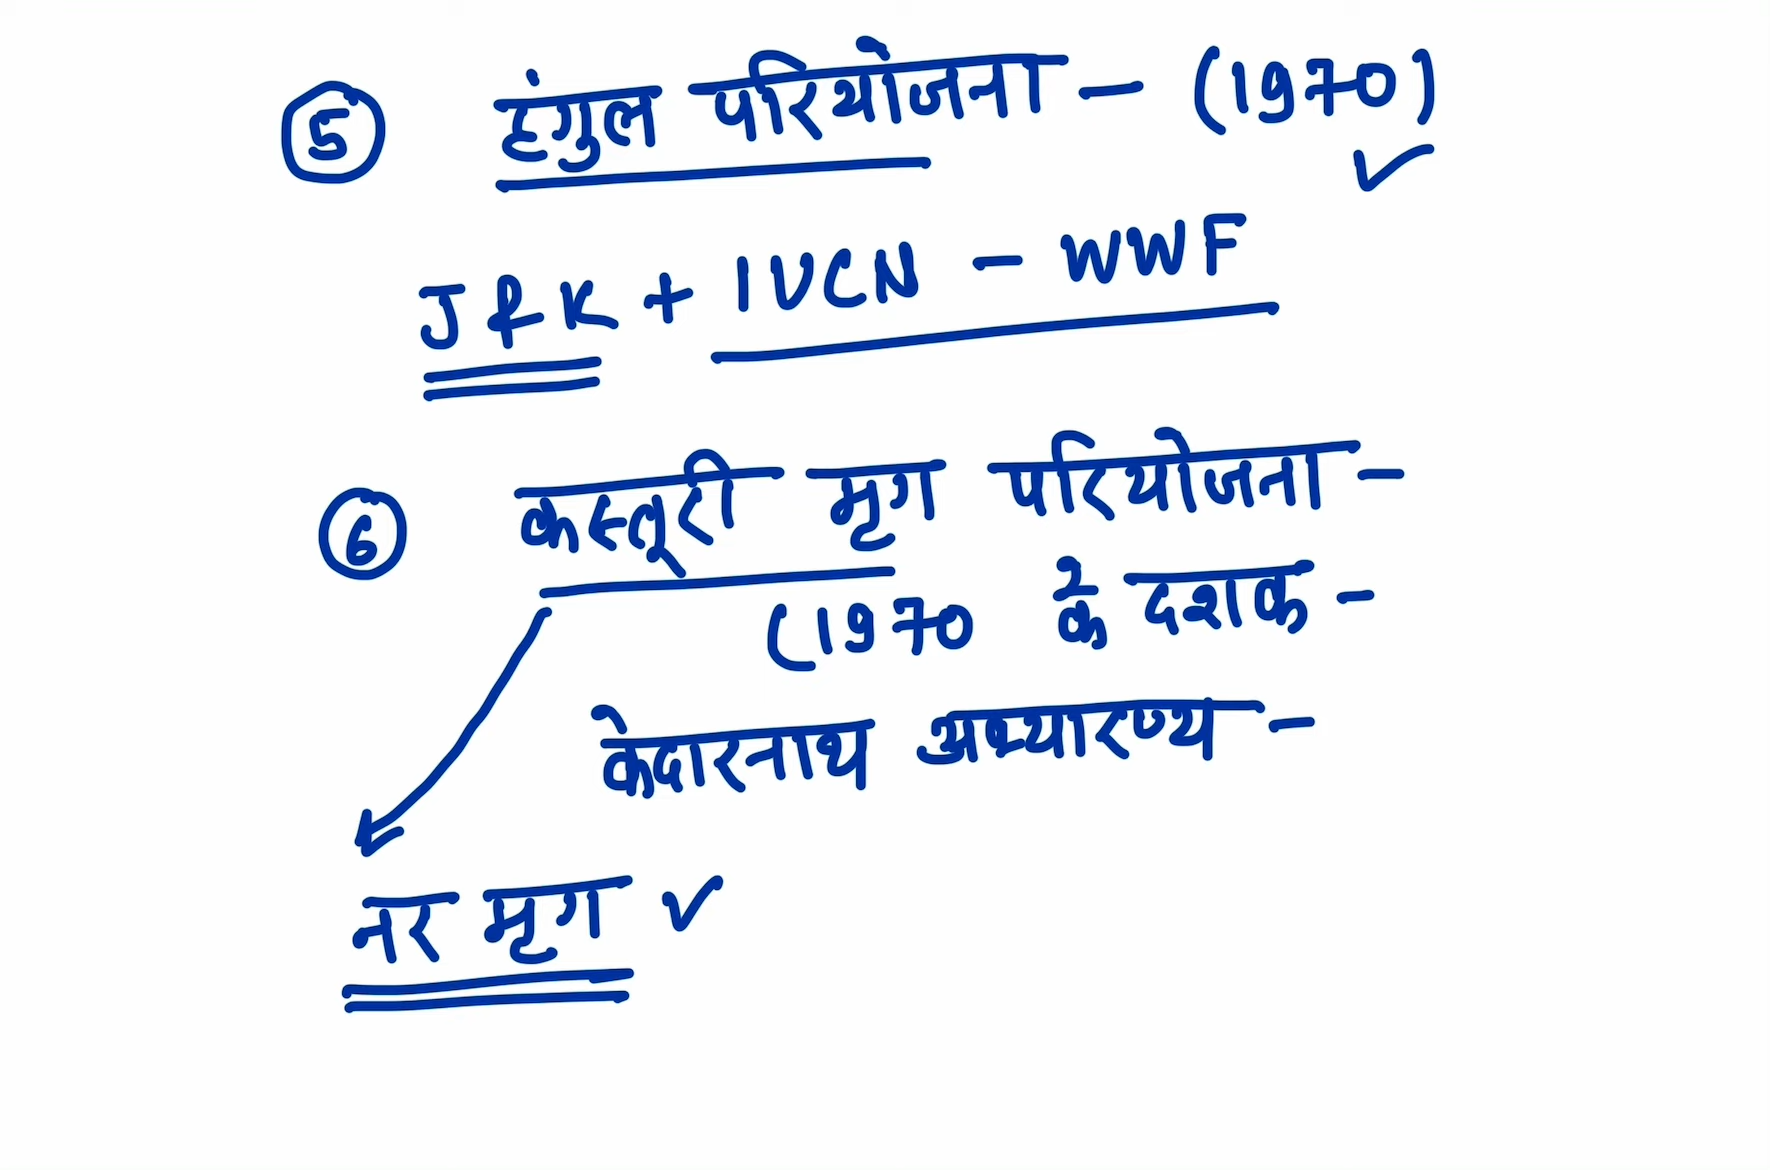 ⑤ हंगुल परियोजना – (1970) ✓
J&K + IUCN – WWF
⑥ कस्तूरी मृग परियोजना –
(1970 के दशक –
केदारनाथ अभ्यारण्य –
नर मृग ✓